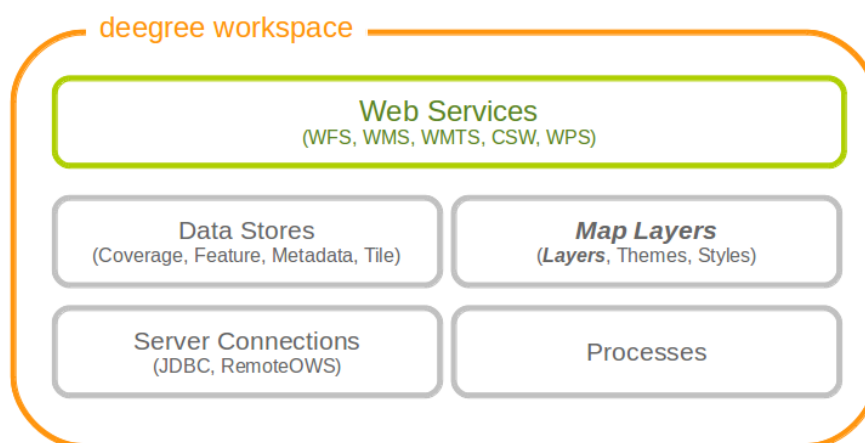 deegree workspace
Web Services
(WFS, WMS, WMTS, CSW, WPS)
Data Stores
(Coverage, Feature, Metadata, Tile)
Map Layers
(Layers, Themes, Styles)
Server Connections
(JDBC, RemoteOWS)
Processes